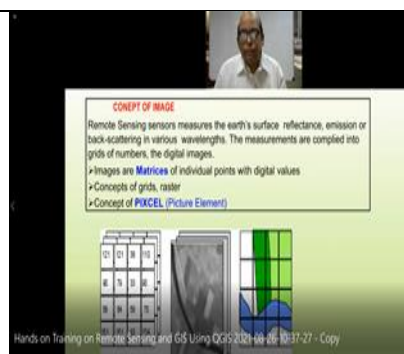 CONEPT OF IMAGE
Remote Sensing sensors measures the earth's surface reflectance, emission or
back-scattering in various wavelengths. The measurements are complied into
grids of numbers, the digital images.
➢Images are Matrices of individual points with digital values
➢Concepts of grids, raster
➢Concept of PIXCEL (Picture Element)
Hands on Training on Remote Sensing and GIS Using QGIS 2021-08-26-10-37-27 - Copy